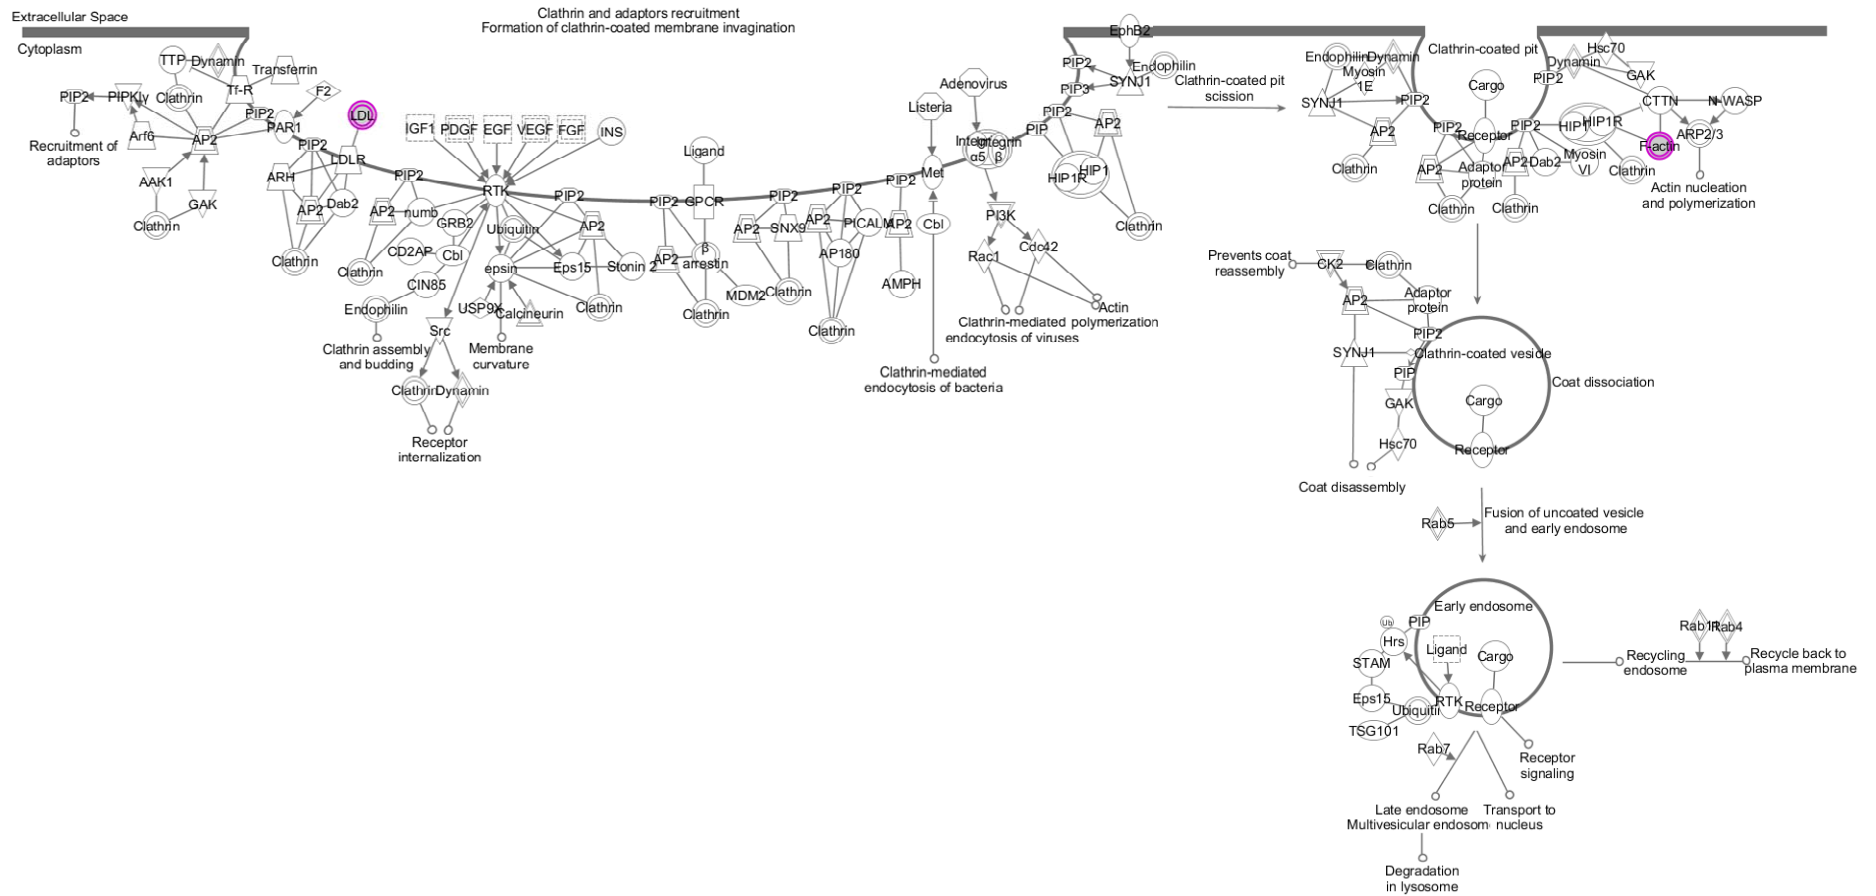 Extracellular Space
Cytoplasm
Clathrin and adaptors recruitment
Formation of clathrin-coated membrane invagination
TTP
Dynamin
Transferrin
PIP2
PIPKIγ
Clathrin
Tf-R
F2
PIP2
PAR1
LDL
Arf6
AP2
Recruitment of
adaptors
AAK1
GAK
Clathrin
PIP2
LDLR
ARH
AP2
Dab2
Clathrin
IGF1
PDGF
EGF
VEGF
FGF
INS
PIP2
RTK
AP2
numb
GRB2
Clathrin
CD2AP
Cbl
CIN85
Endophilin
Clathrin assembly
and budding
Ubiquitin
PIP2
AP2
epsin
Eps15
Stonin 2
USP9X
Calcineurin
Clathrin
Src
Membrane
curvature
Clathrin
Dynamin
Receptor
internalization
Ligand
PIP2
GPCR
AP2
β
arrestin
MDM2
Clathrin
PIP2
AP2
SNX9
Clathrin
PIP2
AP2
PICALM
AP180
Clathrin
PIP2
AP2
AMPH
Listeria
Met
Cbl
Clathrin-mediated
endocytosis of bacteria
Adenovirus
Integrin
α5
Integrin
β
PI3K
Rac1
Cdc42
Actin
Clathrin-mediated
endocytosis of viruses
polymerization
EphB2
PIP2
PIP3
SYNJ1
Endophilin
PIP2
PIP
AP2
HIP1R
HIP1
Clathrin
Clathrin-coated pit
scission
Endophilin
Dynamin
Myosin
1E
SYNJ1
PIP2
AP2
Clathrin
Clathrin-coated pit
Cargo
PIP2
Receptor
AP2
Adaptor
protein
Clathrin
PIP2
AP2
Dab2
Myosin
VI
Clathrin
PIP2
Dynamin
Hsc70
GAK
CTTN
N-WASP
HIP1
HIP1R
F-actin
ARP2/3
Clathrin
Actin nucleation
and polymerization
Prevents coat
reassembly
CK2
Clathrin
AP2
Adaptor
protein
PIP2
SYNJ1
Clathrin-coated vesicle
PIP
GAK
Hsc70
Cargo
Receptor
Coat dissociation
Coat disassembly
Rab5
Fusion of uncoated vesicle
and early endosome
Early endosome
Ub
PIP
Hrs
Ligand
Cargo
STAM
Eps15
Ubiquitin
RTK
Receptor
TSG101
Rab7
Receptor
signaling
Late endosome
Multivesicular endosom
Transport to
nucleus
Degradation
in lysosome
Rab11
Rab4
Recycling
endosome
Recycle back to
plasma membrane